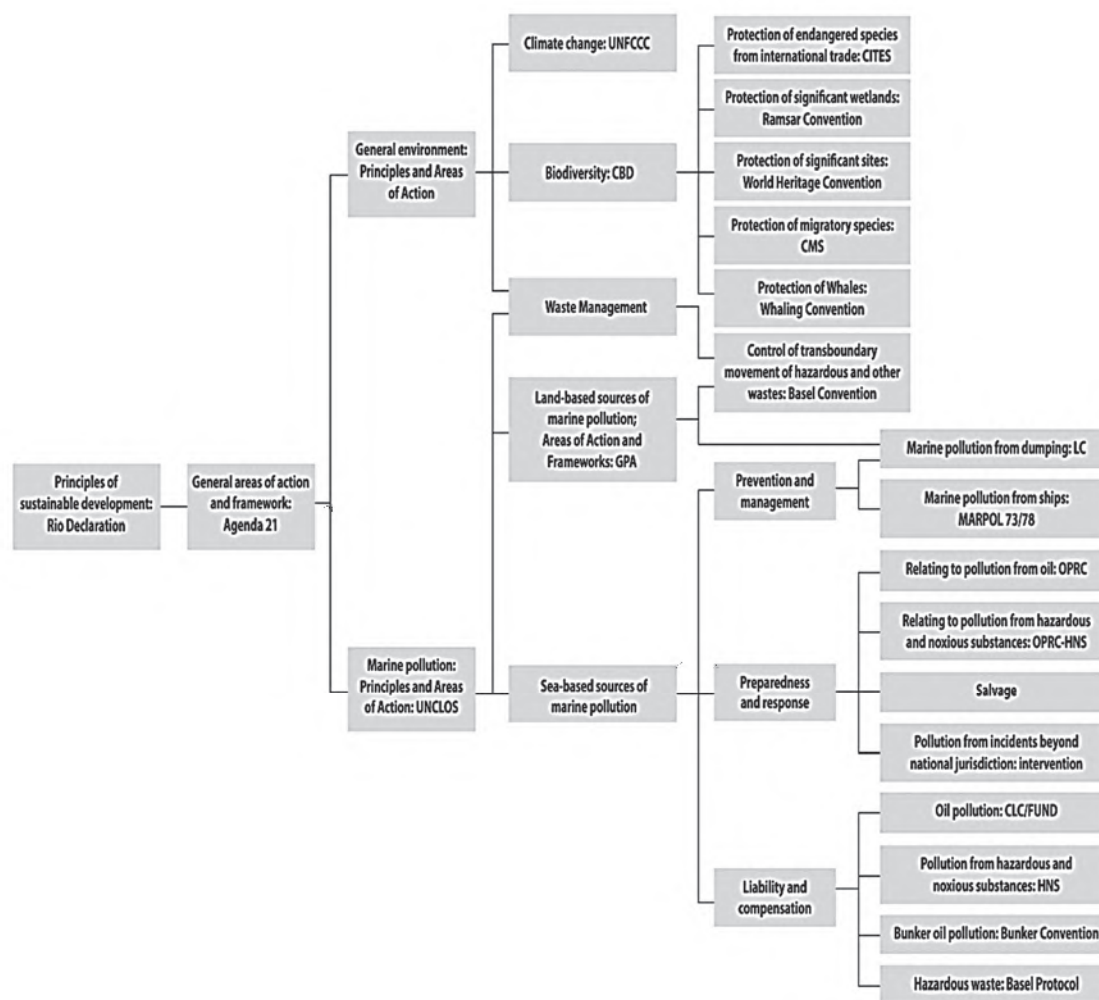 Principles of
sustainable development:
Rio Declaration
General areas of action
and framework:
Agenda 21
General environment:
Principles and Areas
of Action
Marine pollution:
Principles and Areas
of Action: UNCLOS
Climate change: UNFCCC
Biodiversity: CBD
Waste Management
Land-based sources of
marine pollution;
Areas of Action and
Frameworks: GPA
Sea-based sources of
marine pollution
Protection of endangered species
from international trade: CITES
Protection of significant wetlands:
Ramsar Convention
Protection of significant sites:
World Heritage Convention
Protection of migratory species:
CMS
Protection of Whales:
Whaling Convention
Control of transboundary
movement of hazardous and other
wastes: Basel Convention
Prevention and
management
Preparedness
and response
Liability and
compensation
Marine pollution from dumping: LC
Marine pollution from ships:
MARPOL 73/78
Relating to pollution from oil: OPRC
Relating to pollution from hazardous
and noxious substances: OPRC-HNS
Salvage
Pollution from incidents beyond
national jurisdiction: intervention
Oil pollution: CLC/FUND
Pollution from hazardous and
noxious substances: HNS
Bunker oil pollution: Bunker Convention
Hazardous waste: Basel Protocol